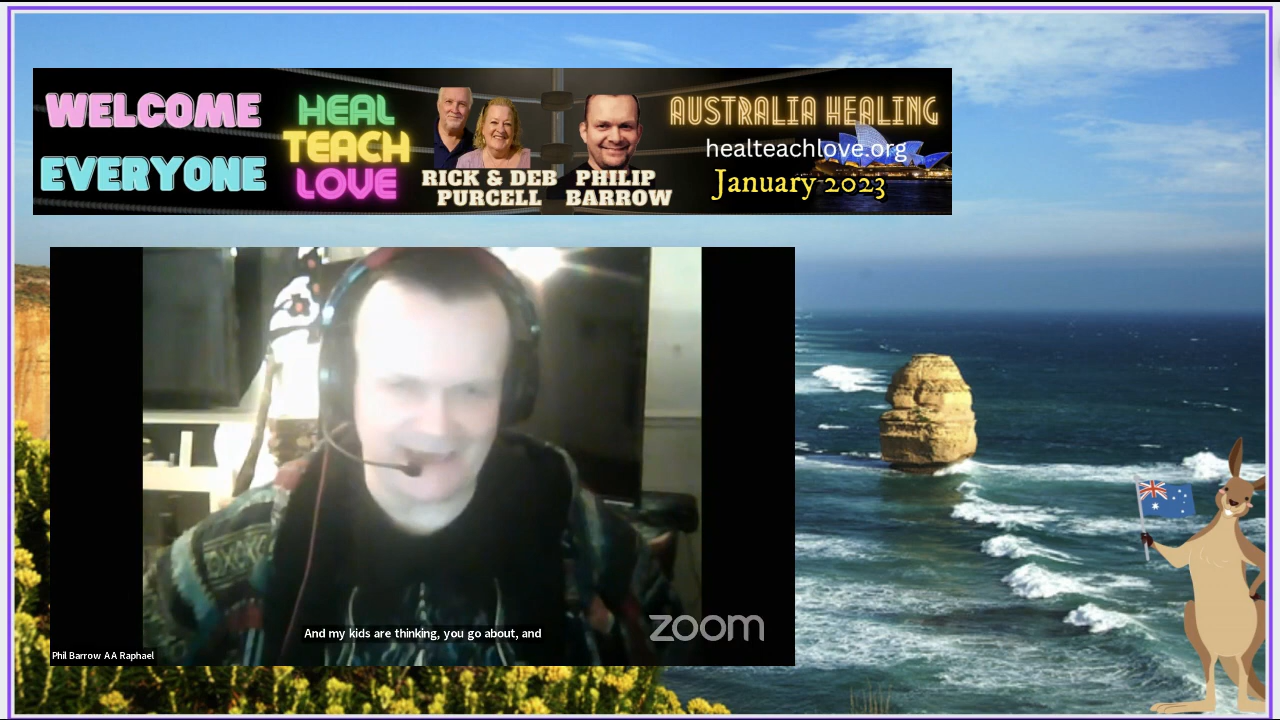 WELCOME
EVERYONE
HEAL
TEACH
LOVE
RICK & DEB
PURCELL
PHILIP
BARROW
AUSTRALIA HEALING
healteachlove.org
January 2023
And my kids are thinking, you go about, and
zoom
Phil Barrow AA Raphael